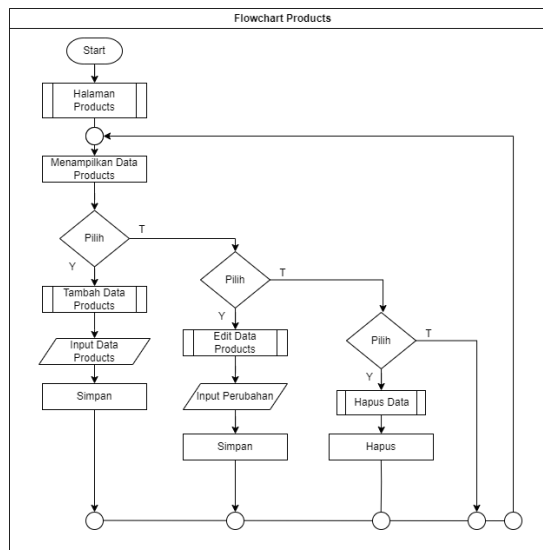 Flowchart Products
Start
Halaman
Products
Menampilkan Data
Products
Pilih
T
Y
Tambah Data
Products
Input Data
Products
Simpan
Pilih
T
Y
Edit Data
Products
Input Perubahan
Simpan
Pilih
T
Y
Hapus Data
Hapus